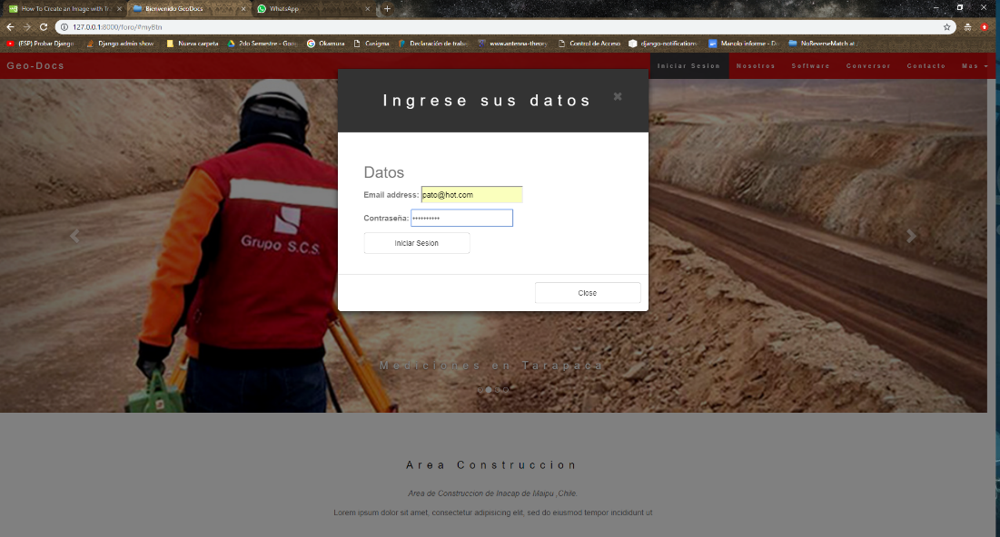 How To Create an Image with Tr
Bienvenido GeoDocs
WhatsApp
127.0.0.1:8000/foro/#myBtn
(ESP) Probar Django
Django admin show
Nueva carpeta
2do Semestre - Goo
Okamura
Cusigma
Declaración de traba
www.antenna-theory
Control de Acceso
django-notifications
Manolo informe - Do
NoReverseMatch at
Geo-Docs
Iniciar Sesion
Nosotros
Software
Conversor
Contacto
Mas
Ingrese sus datos
Datos
Email address: pato@hot.com
Contraseña: ••••••••••
Iniciar Sesion
Close
Grupo S.C.S.
Mediciones en Tarapaca
Area Construccion
Area de Construccion de Inacap de Maipu ,Chile.
Lorem ipsum dolor sit amet, consectetur adipisicing elit, sed do eiusmod tempor incididunt ut